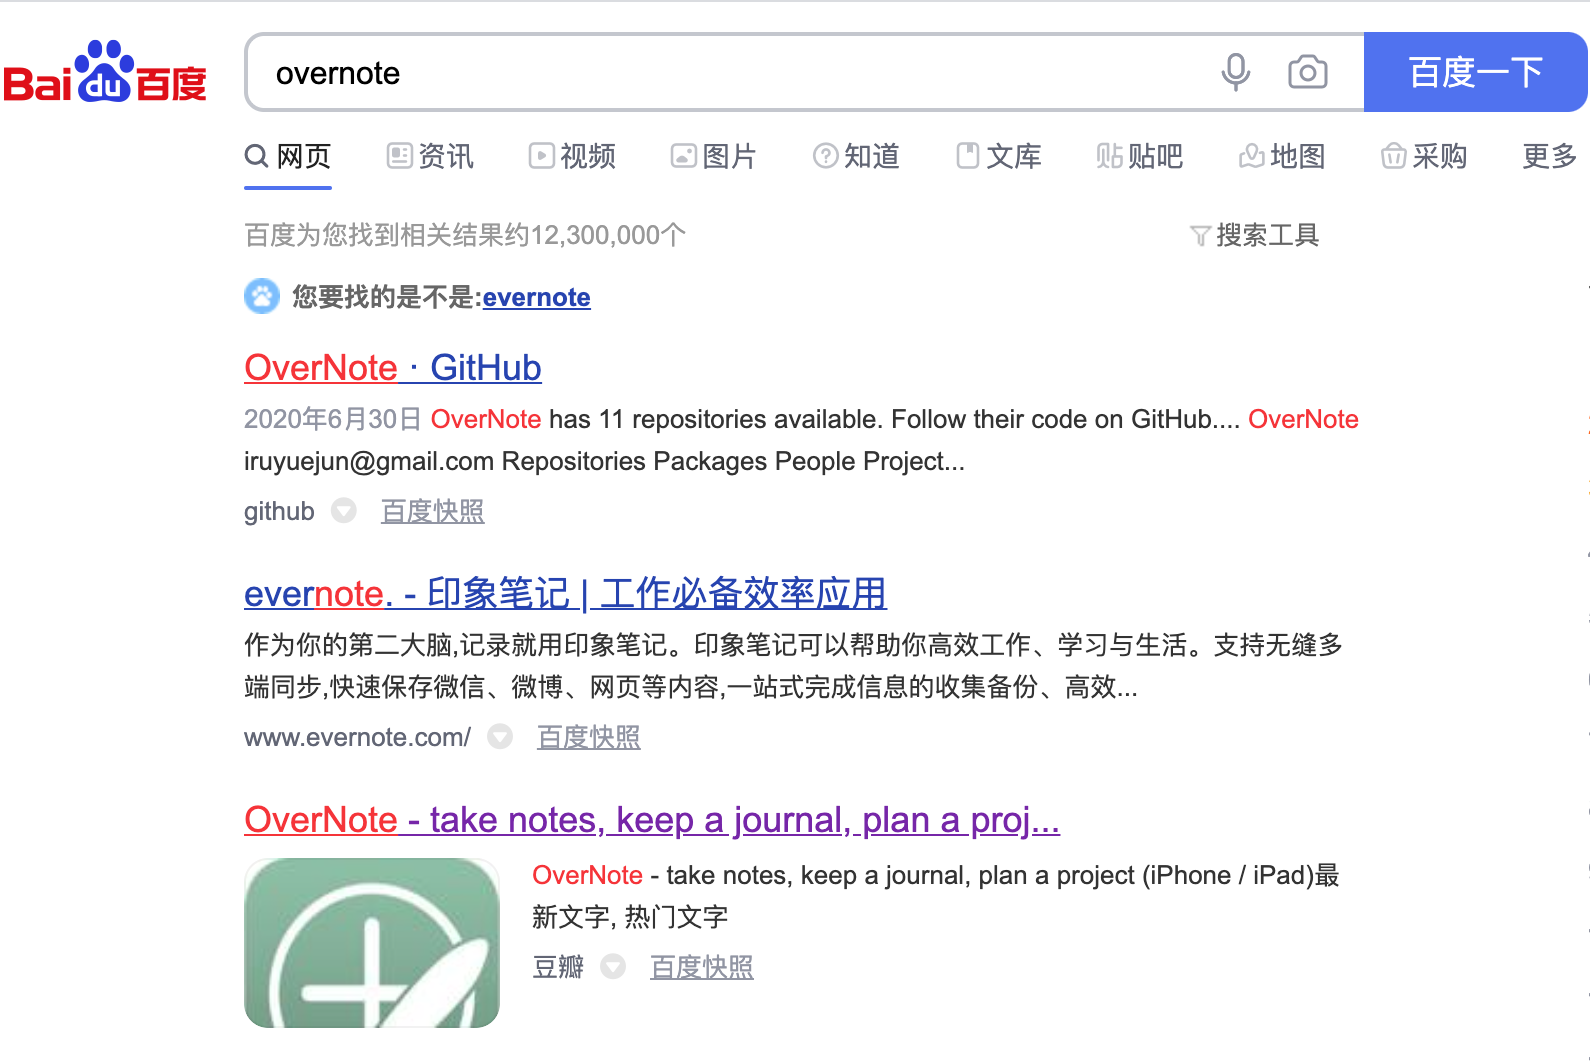 Baidu百度
overnote
百度一下
网页 资讯 视频 图片 知道 文库 贴吧 地图 采购 更多
百度为您找到相关结果约12,300,000个
搜索工具
您要找的是不是:evernote
OverNote · GitHub
2020年6月30日 OverNote has 11 repositories available. Follow their code on GitHub.... OverNote
iruyuejun@gmail.com Repositories Packages People Project...
github 百度快照
evernote. - 印象笔记 | 工作必备效率应用
作为你的第二大脑,记录就用印象笔记。印象笔记可以帮助你高效工作、学习与生活。支持无缝多
端同步,快速保存微信、微博、网页等内容,一站式完成信息的收集备份、高效...
www.evernote.com/ 百度快照
OverNote - take notes, keep a journal, plan a proj...
OverNote - take notes, keep a journal, plan a project (iPhone / iPad)最
新文字, 热门文字
豆瓣 百度快照